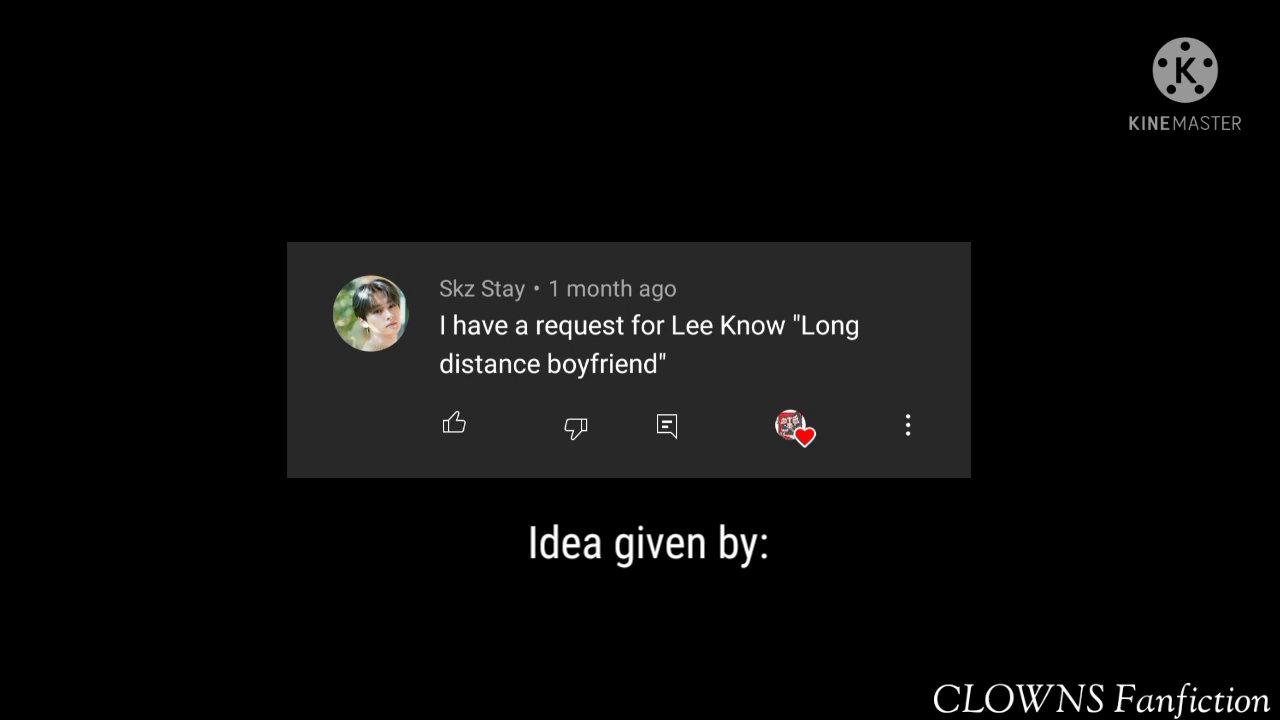 K
KINEMASTER
Skz Stay • 1 month ago
I have a request for Lee Know "Long
distance boyfriend"
Idea given by:
CLOWNS Fanfiction